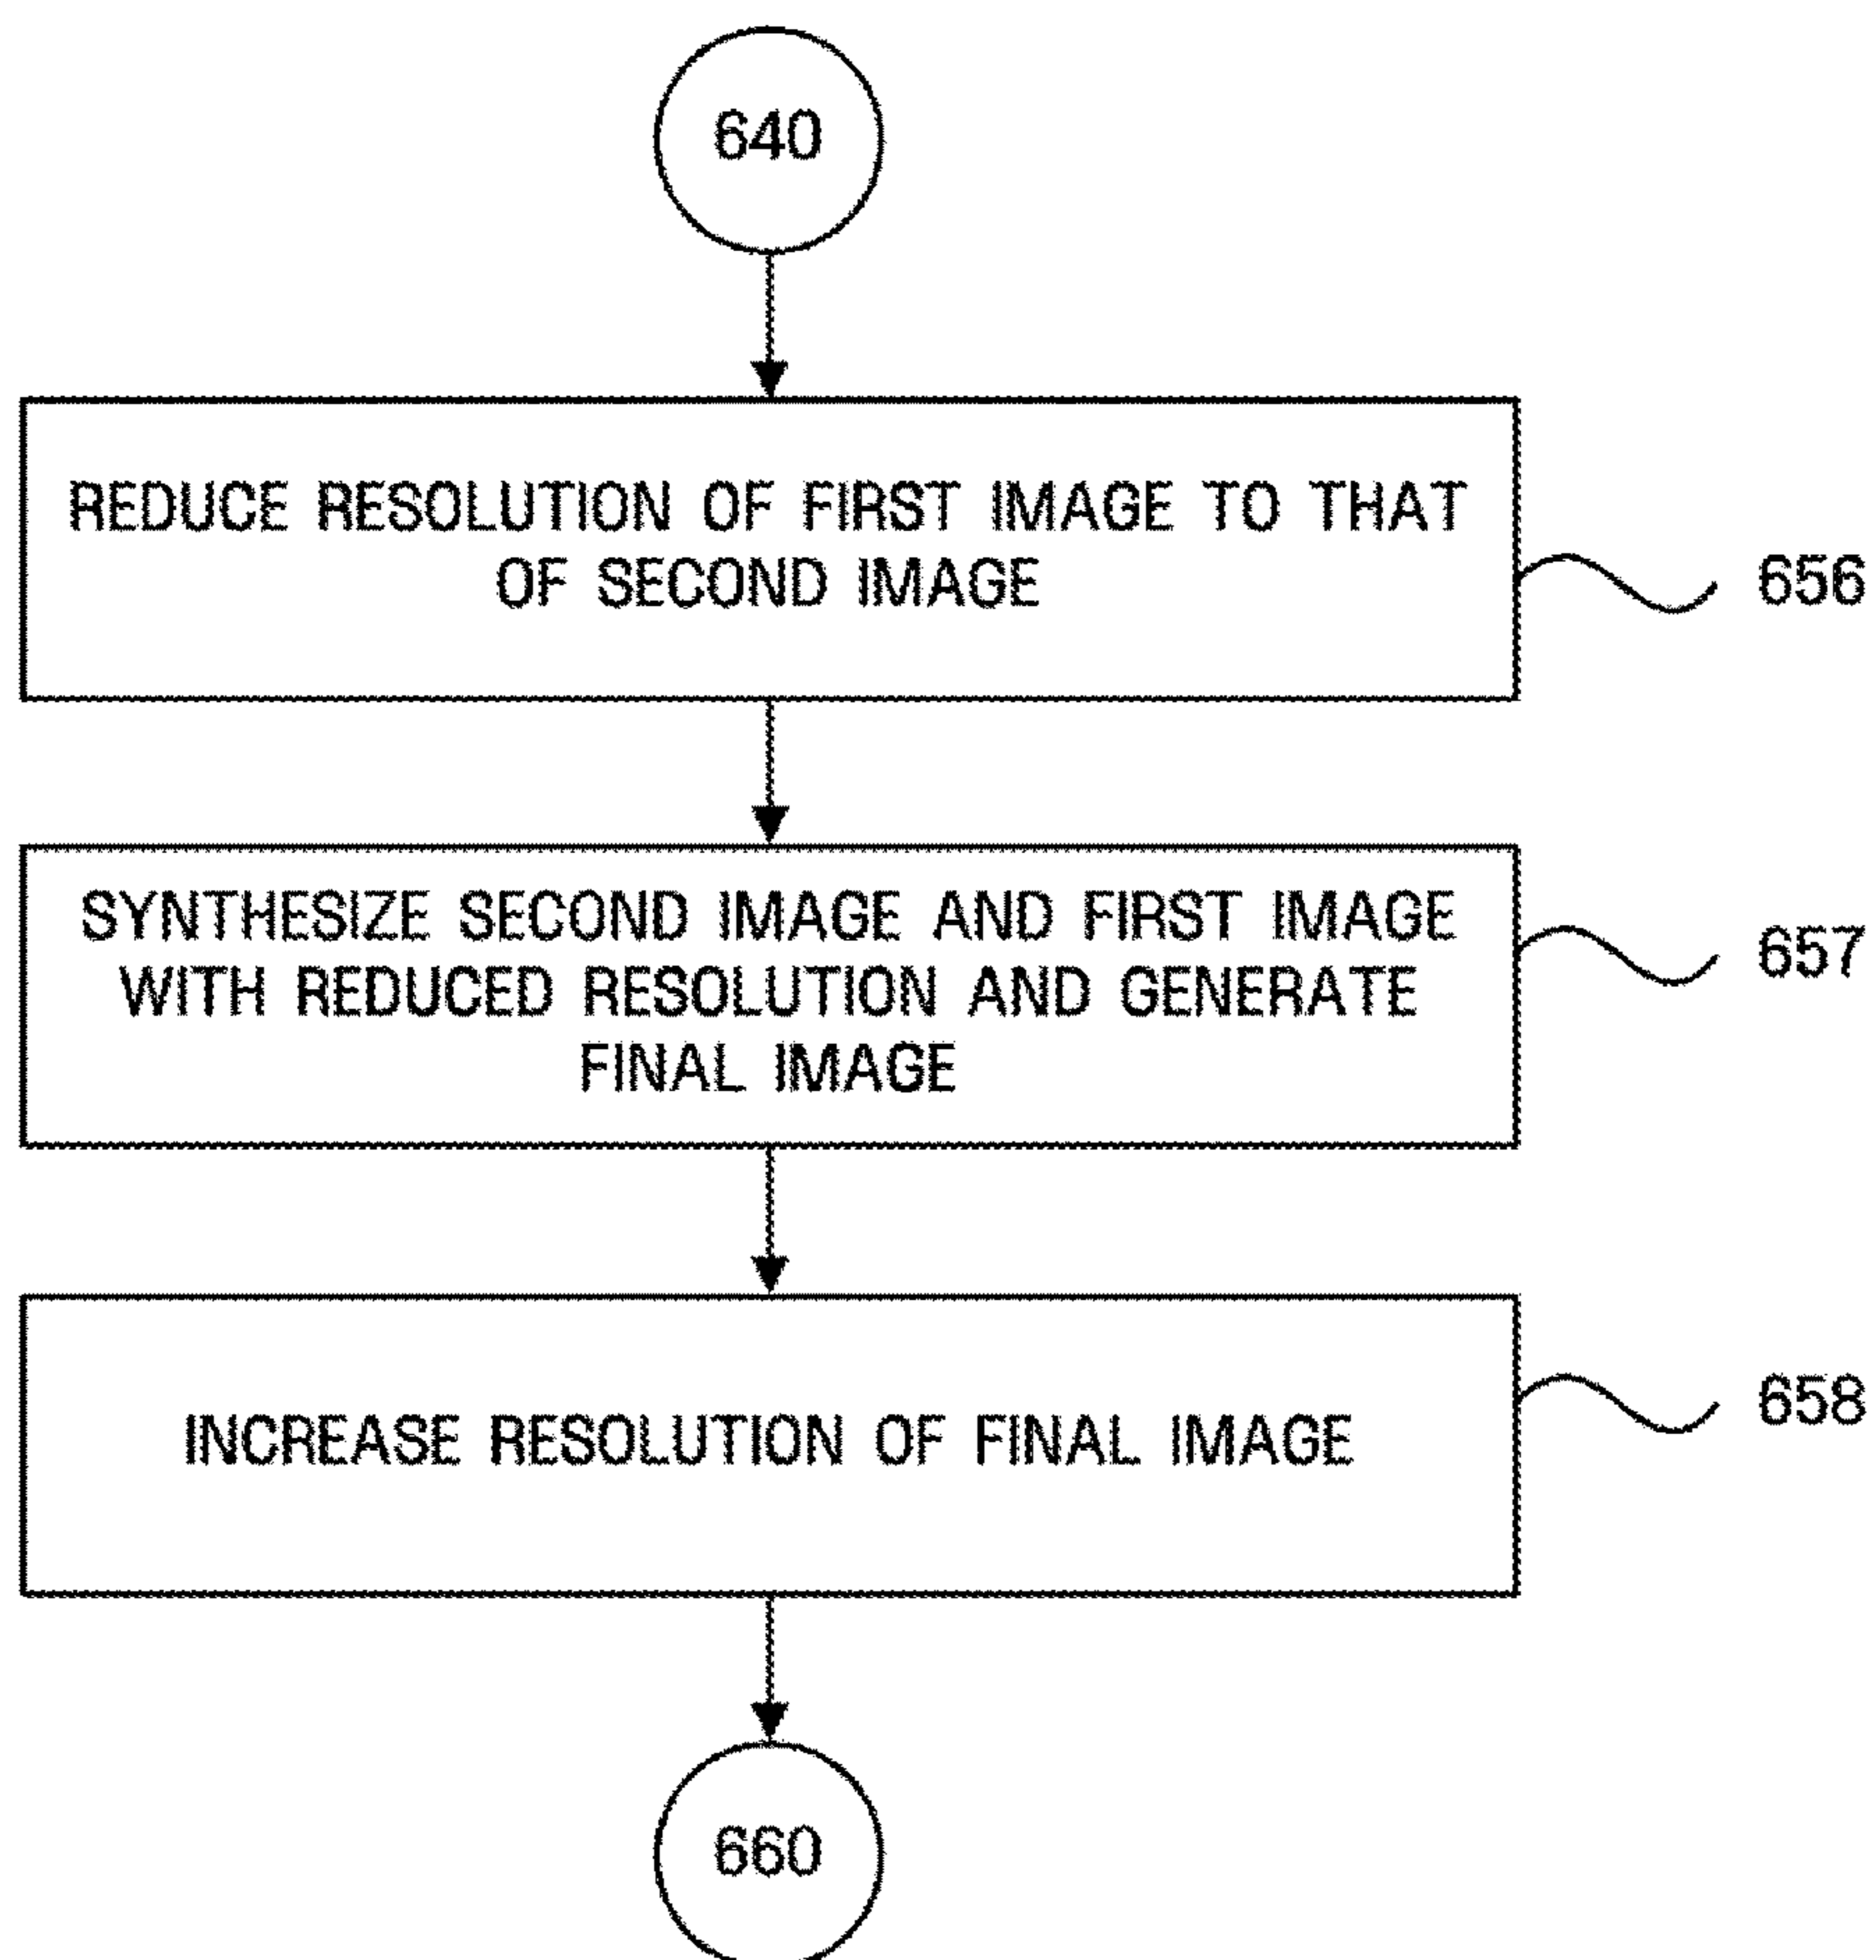 640
REDUCE RESOLUTION OF FIRST IMAGE TO THAT
OF SECOND IMAGE
656
SYNTHESIZE SECOND IMAGE AND FIRST IMAGE
WITH REDUCED RESOLUTION AND GENERATE
FINAL IMAGE
657
INCREASE RESOLUTION OF FINAL IMAGE
658
660